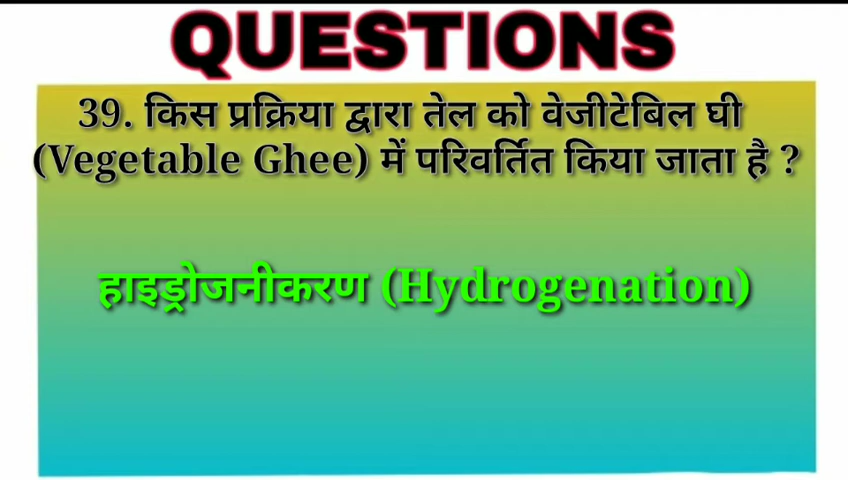 QUESTIONS
39. किस प्रक्रिया द्वारा तेल को वेजीटेबिल घी
(Vegetable Ghee) में परिवर्तित किया जाता है ?
हाइड्रोजनीकरण (Hydrogenation)